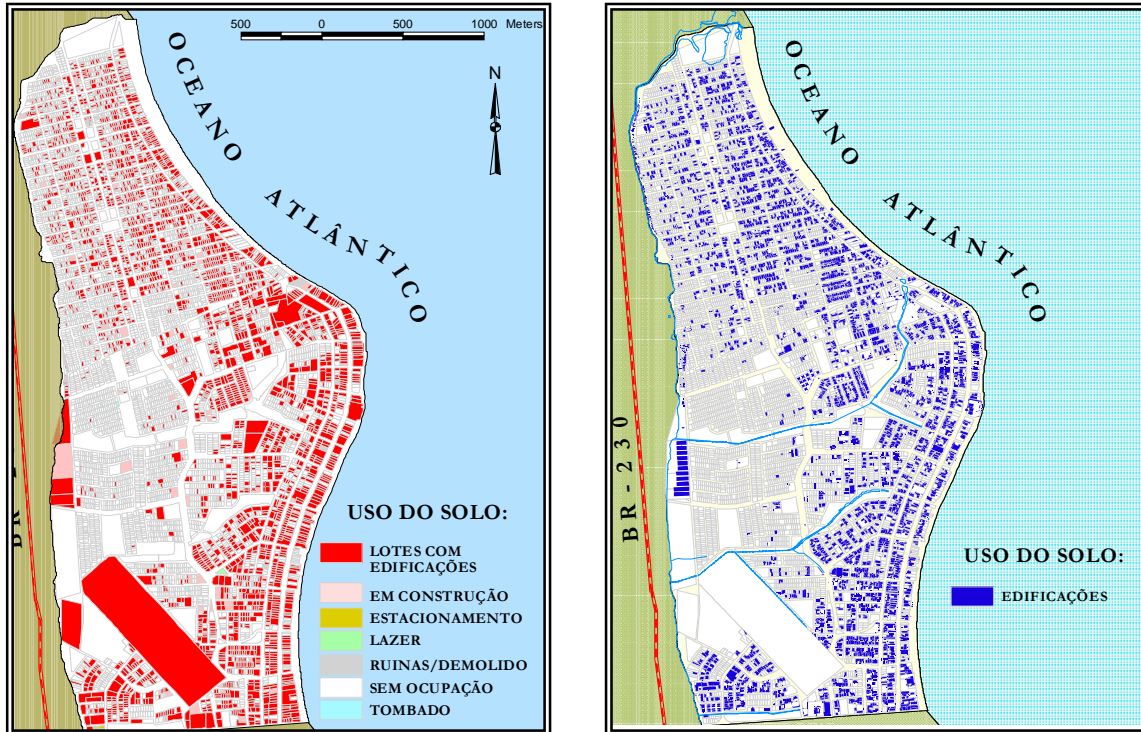 500 0 500 1000 Meters
N
OCEANO
ATLÂNTICO
USO DO SOLO:
LOTES COM
EDIFICAÇÕES
EM CONSTRUÇÃO
ESTACIONAMENTO
LAZER
RUINAS/DEMOLIDO
SEM OCUPAÇÃO
TOMBADO
OCEANO
ATLÂNTICO
BR-230
USO DO SOLO:
EDIFICAÇÕES